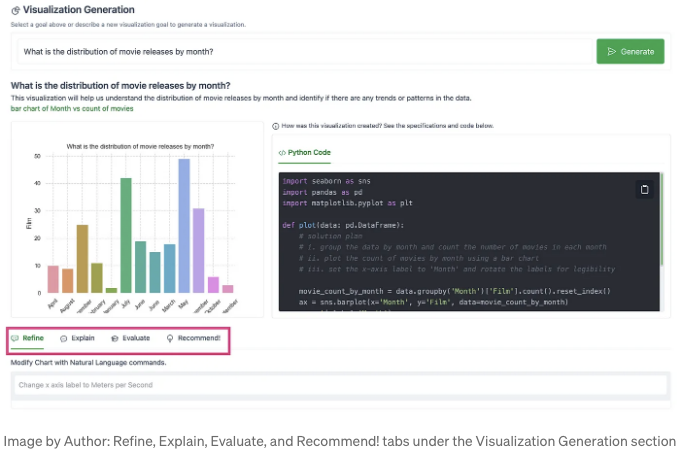 Visualization Generation
Select a goal above or describe a new visualization goal to generate a visualization.
What is the distribution of movie releases by month?
Generate
What is the distribution of movie releases by month?
This visualization will help us understand the distribution of movie releases by month and identify if there are any trends or patterns in the data.
bar chart of Month vs count of movies
What is the distribution of movie releases by month?
50
40
30
20
10
0
Film
April
August
cember
bruary
anuary
July
June
June
March
May
vember
october
tember
How was this visualization created? See the specifications and code below.
Python Code
import seaborn as sns
import pandas as pd
import matplotlib.pyplot as plt
def plot(data: pd.DataFrame):
# solution plan
# i. group the data by month and count the number of movies in each month
# ii. plot the count of movies by month using a bar chart
# iii. set the x-axis label to 'Month' and rotate the labels for legibility
movie_count_by_month = data.groupby('Month')['Film'].count().reset_index()
ax = sns.barplot(x='Month', y='Film', data=movie_count_by_month)
Refine
Explain
Evaluate
Recommend!
Modify Chart with Natural Language commands.
Change x axis label to Meters per Second
Image by Author: Refine, Explain, Evaluate, and Recommend! tabs under the Visualization Generation section